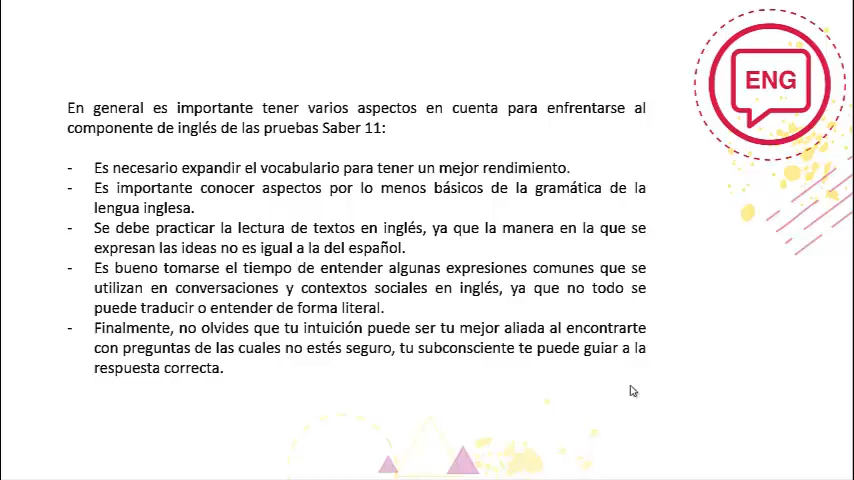 ENG
En general es importante tener varios aspectos en cuenta para enfrentarse al
componente de inglés de las pruebas Saber 11:
- Es necesario expandir el vocabulario para tener un mejor rendimiento.
- Es importante conocer aspectos por lo menos básicos de la gramática de la
lengua inglesa.
- Se debe practicar la lectura de textos en inglés, ya que la manera en la que se
expresan las ideas no es igual a la del español.
- Es bueno tomarse el tiempo de entender algunas expresiones comunes que se
utilizan en conversaciones y contextos sociales en inglés, ya que no todo se
puede traducir o entender de forma literal.
- Finalmente, no olvides que tu intuición puede ser tu mejor aliada al encontrarte
con preguntas de las cuales no estés seguro, tu subconsciente te puede guiar a la
respuesta correcta.